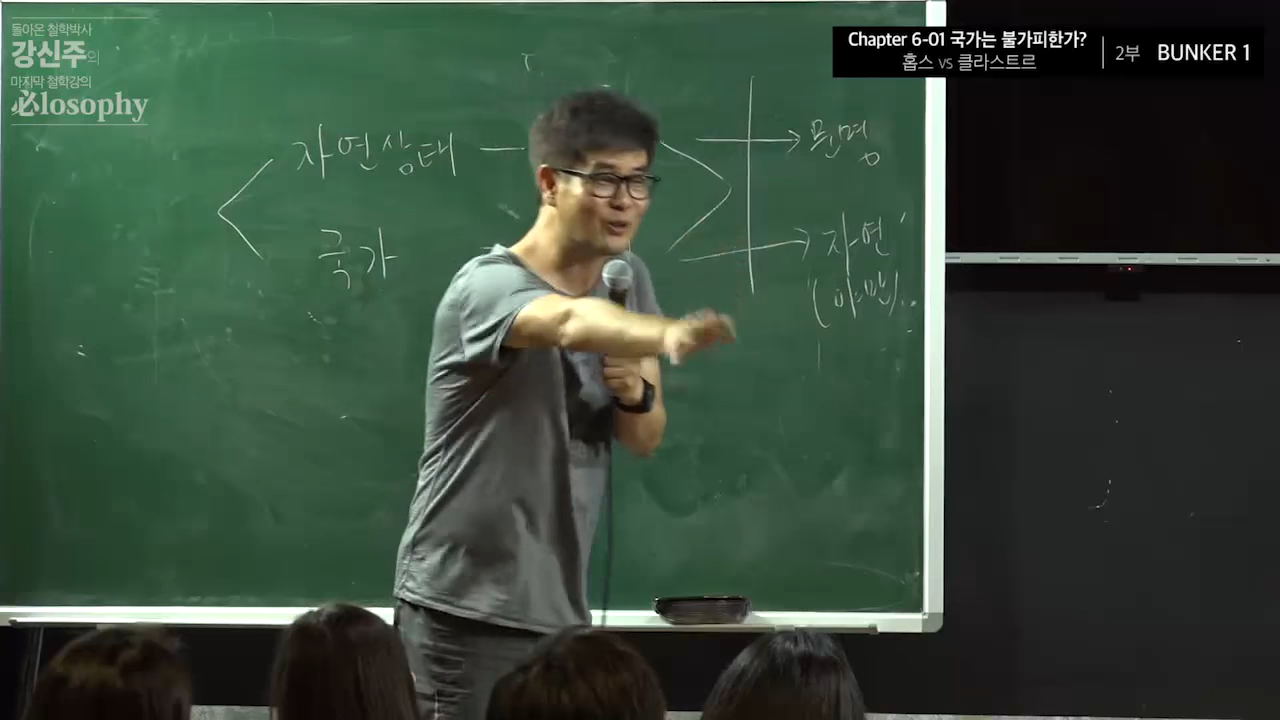 돌아온 철학박사
강신주의
마지막 철학강의
心losophy
Chapter 6-01 국가는 불가피한가?
홉스 vs 클라스트르
2부
BUNKER 1
자연상태
국가
문명
자연
(야만)